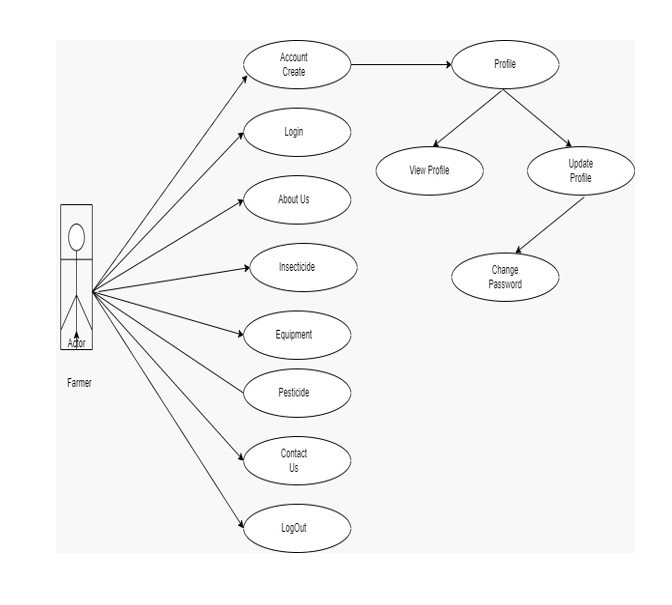 Account
Create
Profile
Login
View Profile
Update
Profile
About Us
Insecticide
Change
Password
Equipment
Actor
Farmer
Pesticide
Contact
Us
LogOut